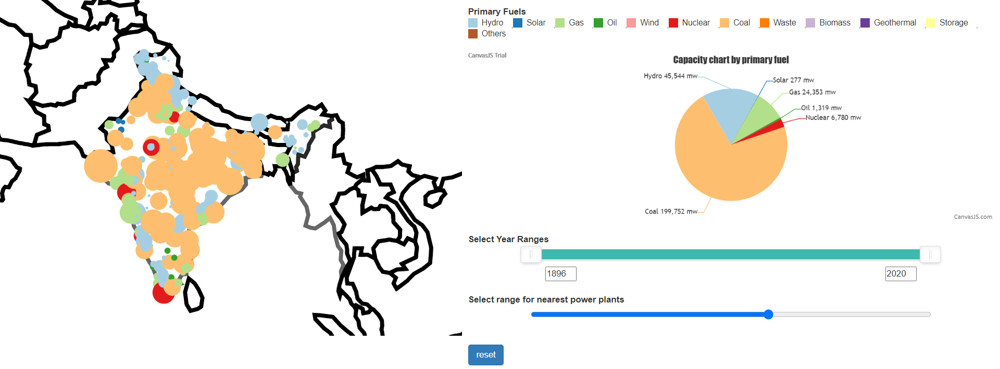 Primary Fuels
Hydro , Solar , Gas , Oil , Wind , Nuclear , Coal , Waste , Biomass , Geothermal , Storage ,
Others
CanvasJS Trial
Capacity chart by primary fuel
Hydro 45,544 mw
Solar 277 mw
Gas 24,353 mw
Oil 1,319 mw
Nuclear 6,780 mw
Coal 199,752 mw
CanvasJS.com
Select Year Ranges
1896 2020
Select range for nearest power plants
reset